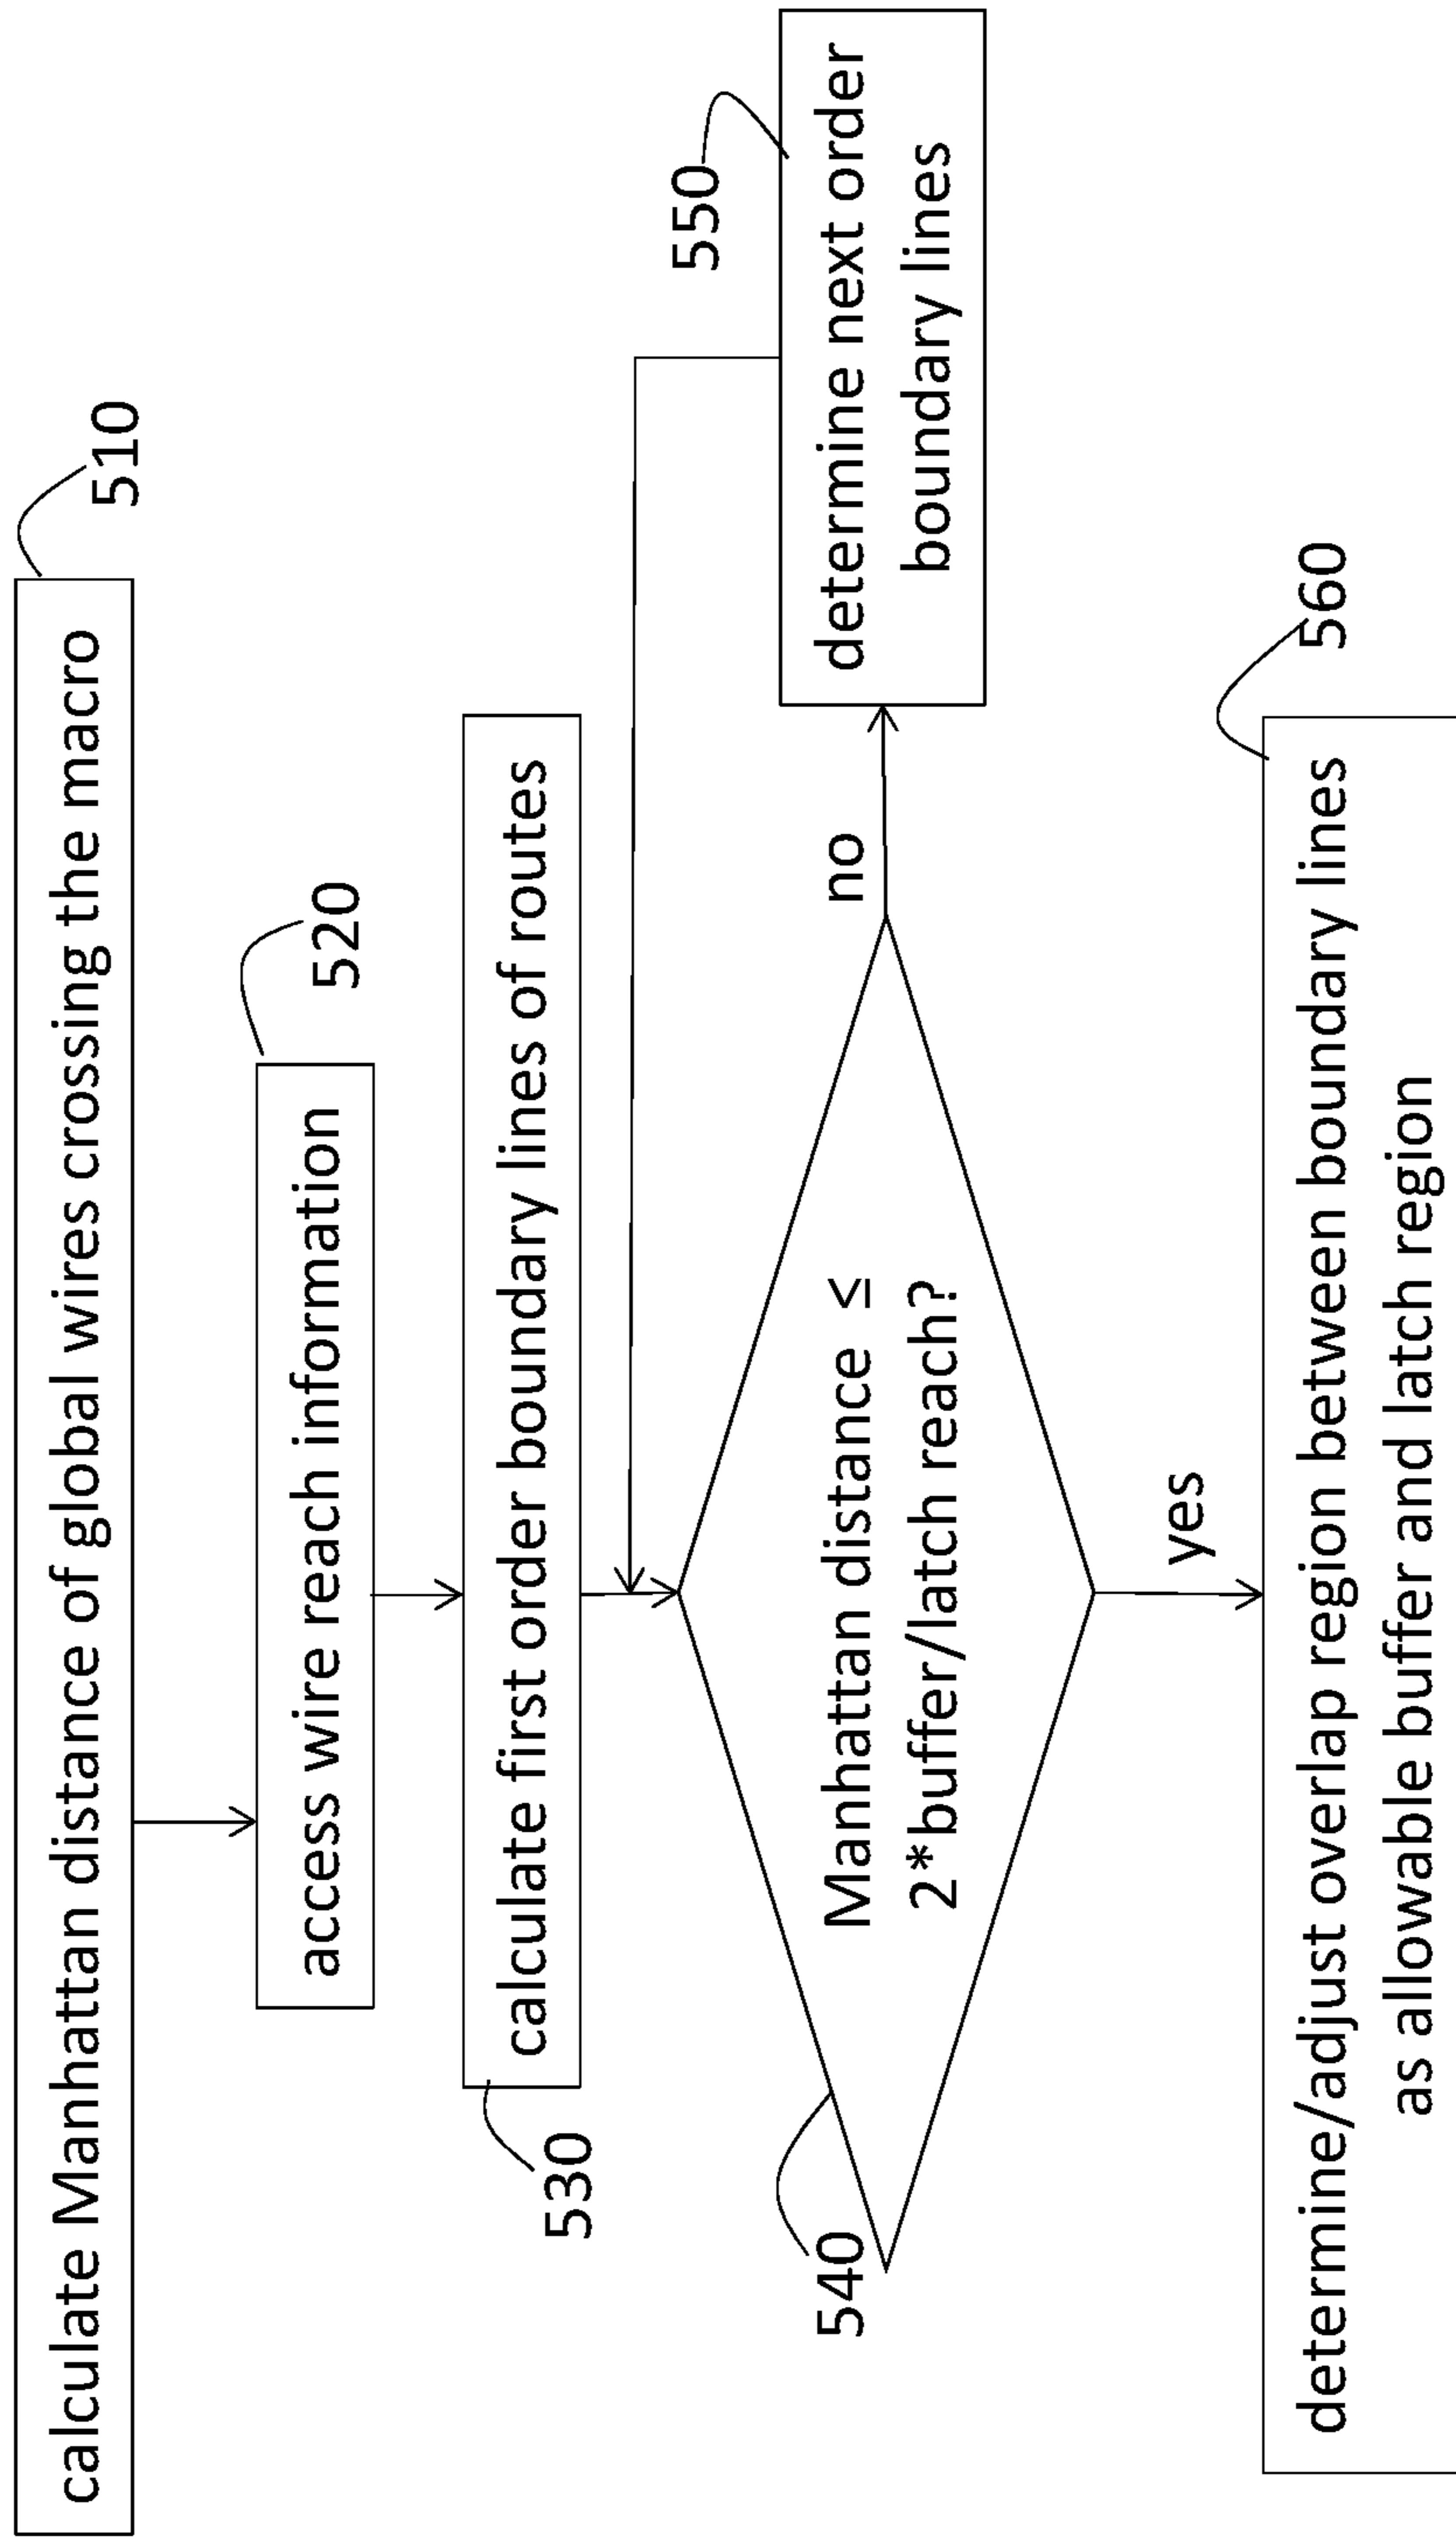 calculate Manhattan distance of global wires crossing the macro
510
access wire reach information
520
calculate first order boundary lines of routes
530
Manhattan distance ≤
2*buffer/latch reach?
540
no
determine next order
boundary lines
550
yes
determine/adjust overlap region between boundary lines
as allowable buffer and latch region
560